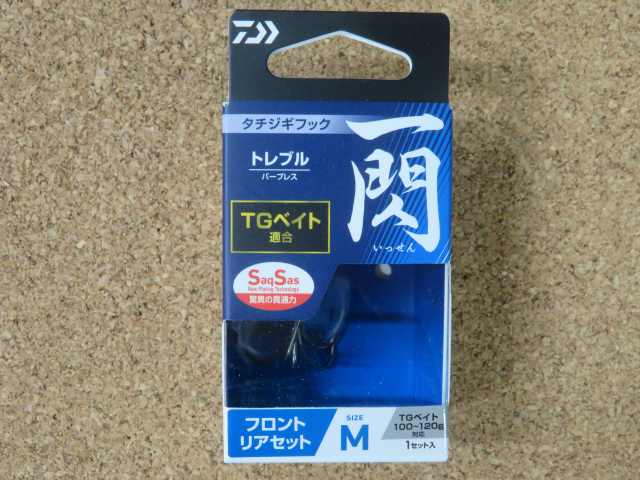 タチジギフック
一閃
いっせん
トレブル
バーブレス
TGベイト
適合
SaqSas
New Plating Technology
驚異の貫通力
フロント
リアセット
SIZE
M
TGベイト
100~120g
対応
1セット入